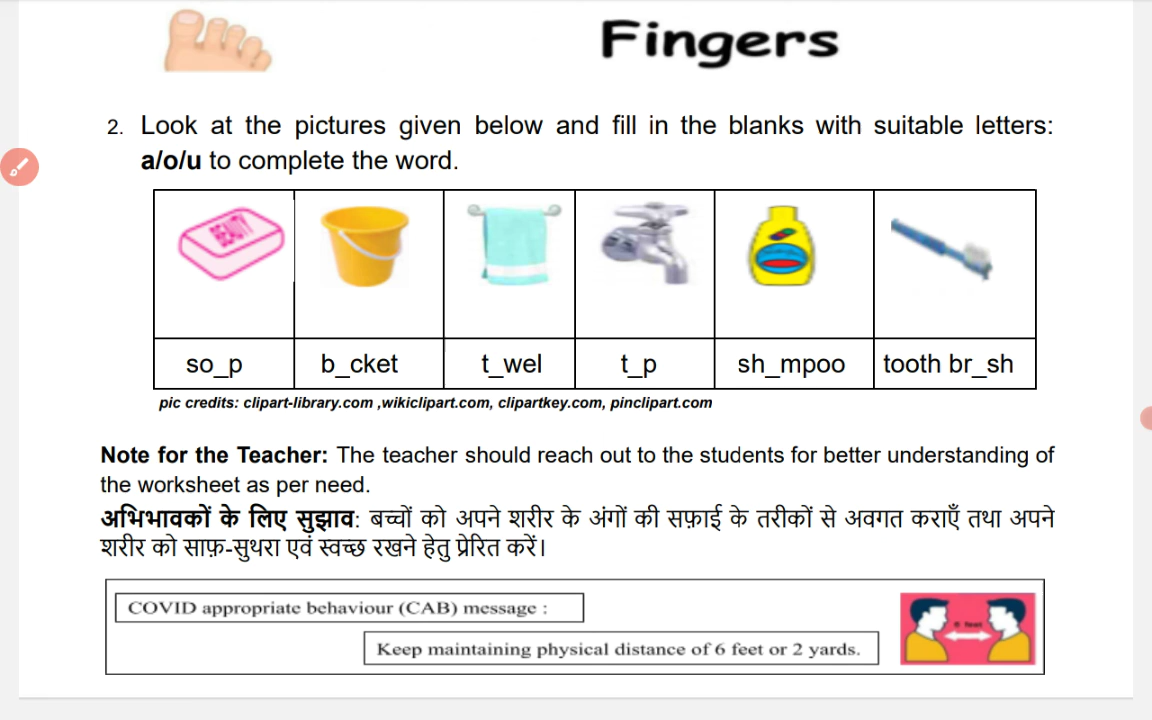 Fingers
2. Look at the pictures given below and fill in the blanks with suitable letters:
a/o/u to complete the word.
BEAUTY
so_p b_cket t_wel t_p sh_mpoo tooth br_sh
pic credits: clipart-library.com ,wikiclipart.com, clipartkey.com, pinclipart.com
Note for the Teacher: The teacher should reach out to the students for better understanding of
the worksheet as per need.
अभिभावकों के लिए सुझाव: बच्चों को अपने शरीर के अंगों की सफ़ाई के तरीकों से अवगत कराएँ तथा अपने
शरीर को साफ़-सुथरा एवं स्वच्छ रखने हेतु प्रेरित करें।
COVID appropriate behaviour (CAB) message :
6 feet
Keep maintaining physical distance of 6 feet or 2 yards.